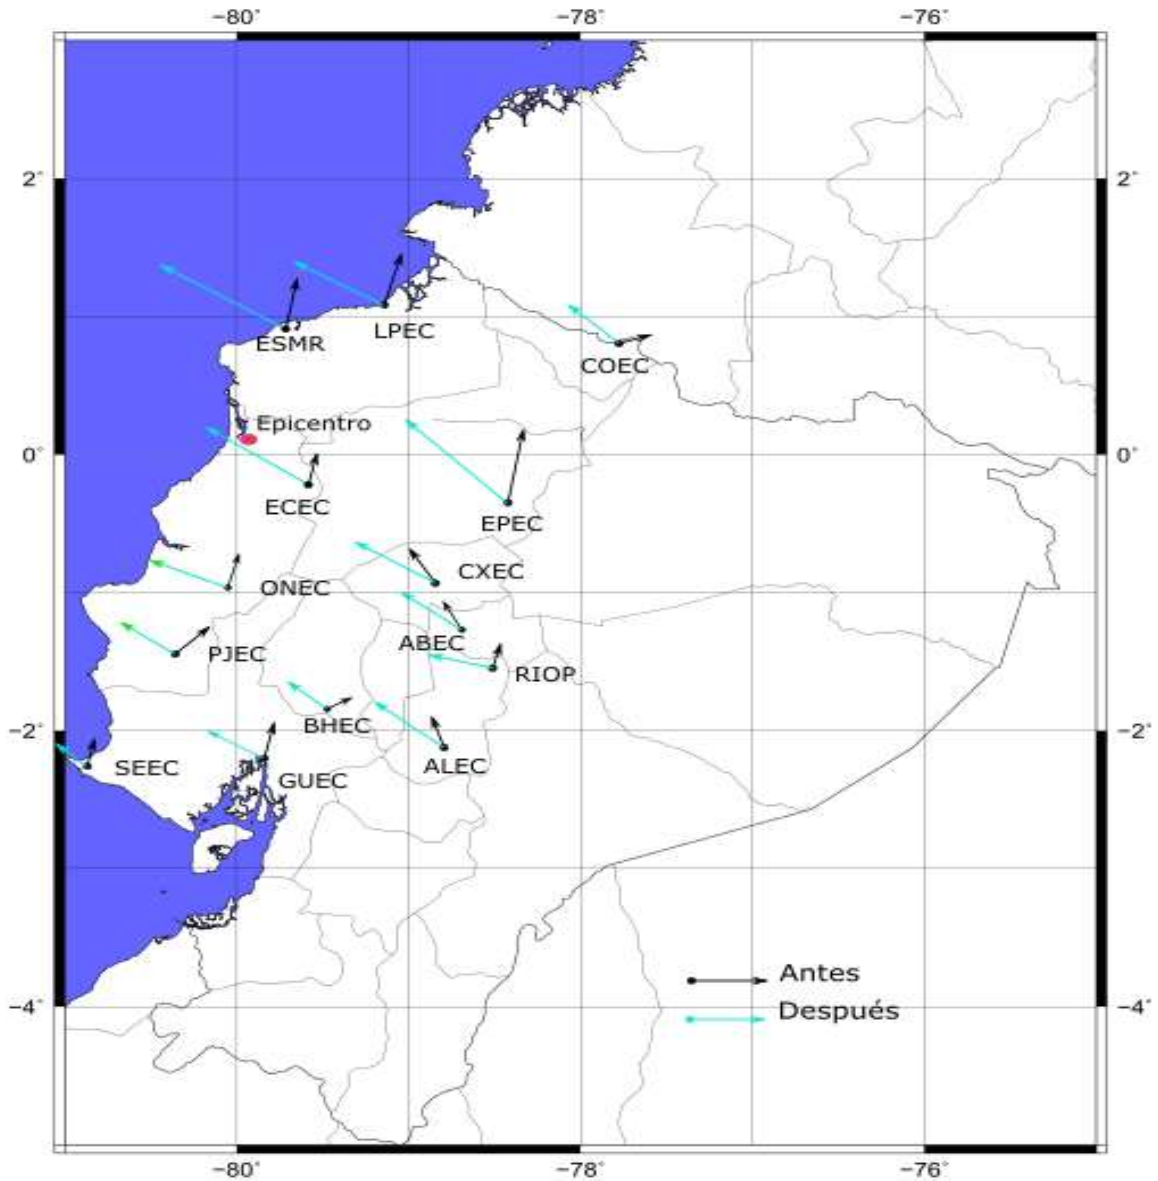 −80˚ −78˚ −76˚
2˚ 2˚
LPEC
ESMR
COEC
Epicentro
0˚ 0˚
ECEC
EPEC
CXEC
ONEC
ABEC
PJEC
RIOP
BHEC
−2˚ −2˚
SEEC
ALEC
GUEC
Antes
−4˚ −4˚
Después
−80˚ −78˚ −76˚